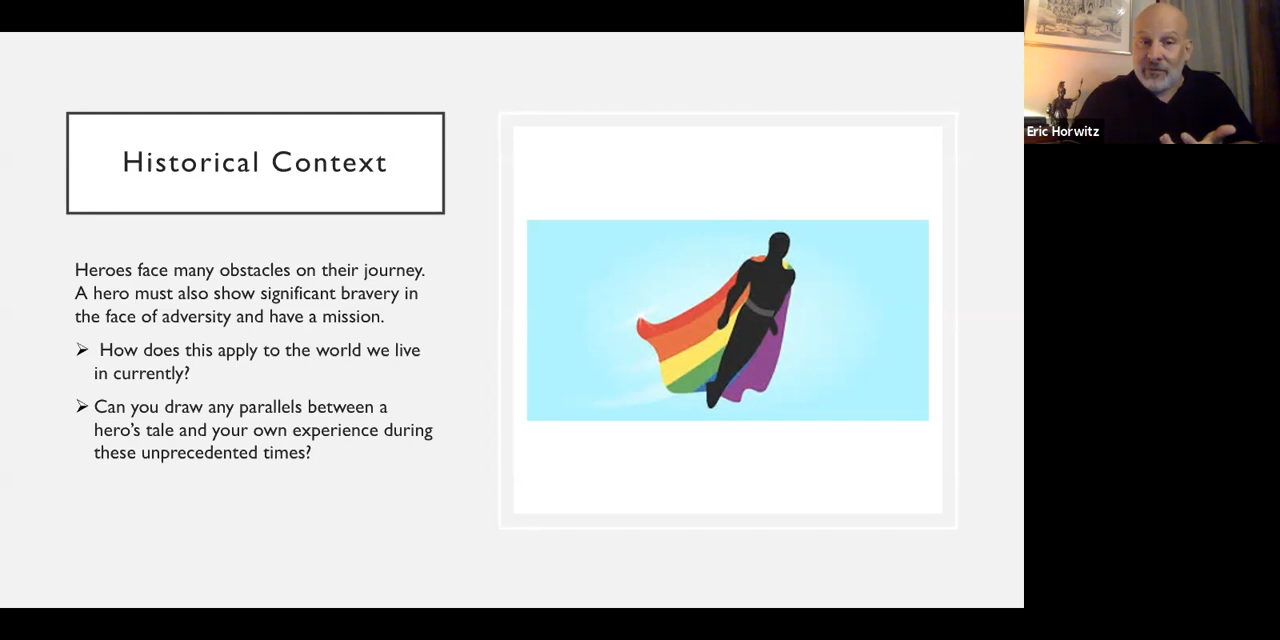 Historical Context
Heroes face many obstacles on their journey.
A hero must also show significant bravery in
the face of adversity and have a mission.
➢ How does this apply to the world we live
in currently?
➢ Can you draw any parallels between a
hero’s tale and your own experience during
these unprecedented times?
Eric Horwitz